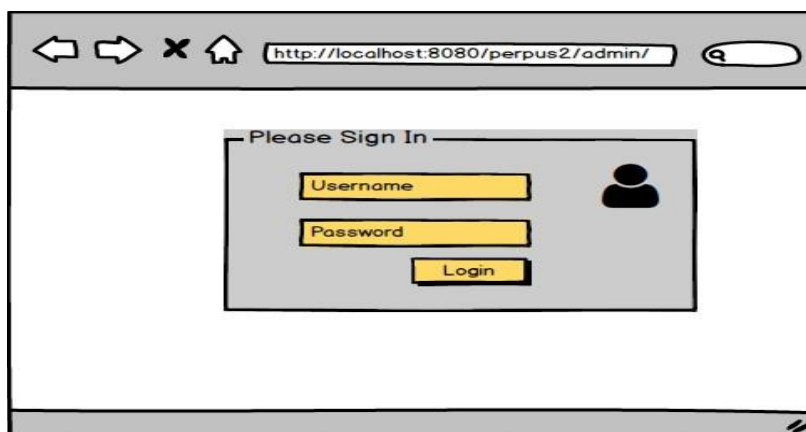 http://localhost:8080/perpus2/admin/
Please Sign In
Username
Password
Login